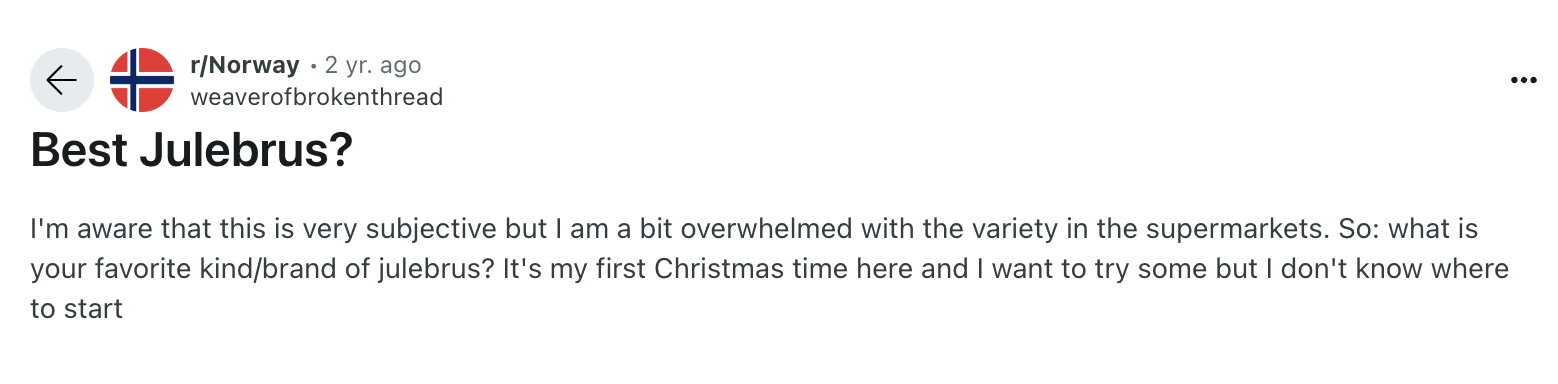 r/Norway • 2 yr. ago
weaverofbrokenthread
Best Julebrus?
I'm aware that this is very subjective but I am a bit overwhelmed with the variety in the supermarkets. So: what is
your favorite kind/brand of julebrus? It's my first Christmas time here and I want to try some but I don't know where
to start